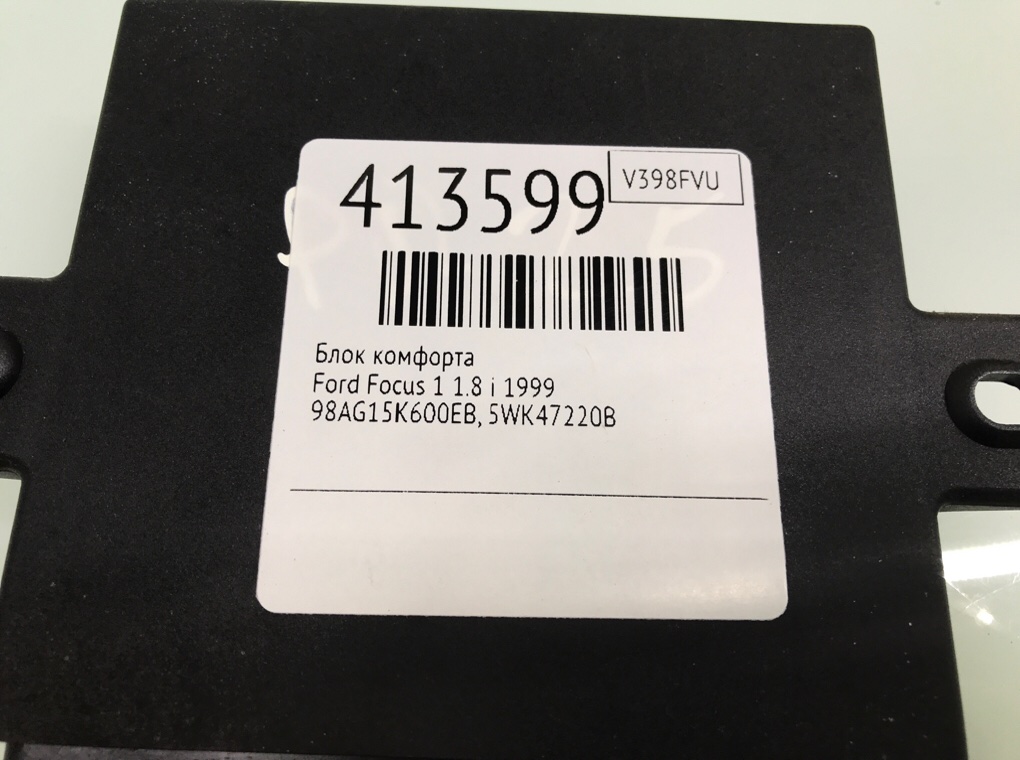 413599
V398FVU
Блок комфорта
Ford Focus 1 1.8 i 1999
98AG15K600EB, 5WK47220B